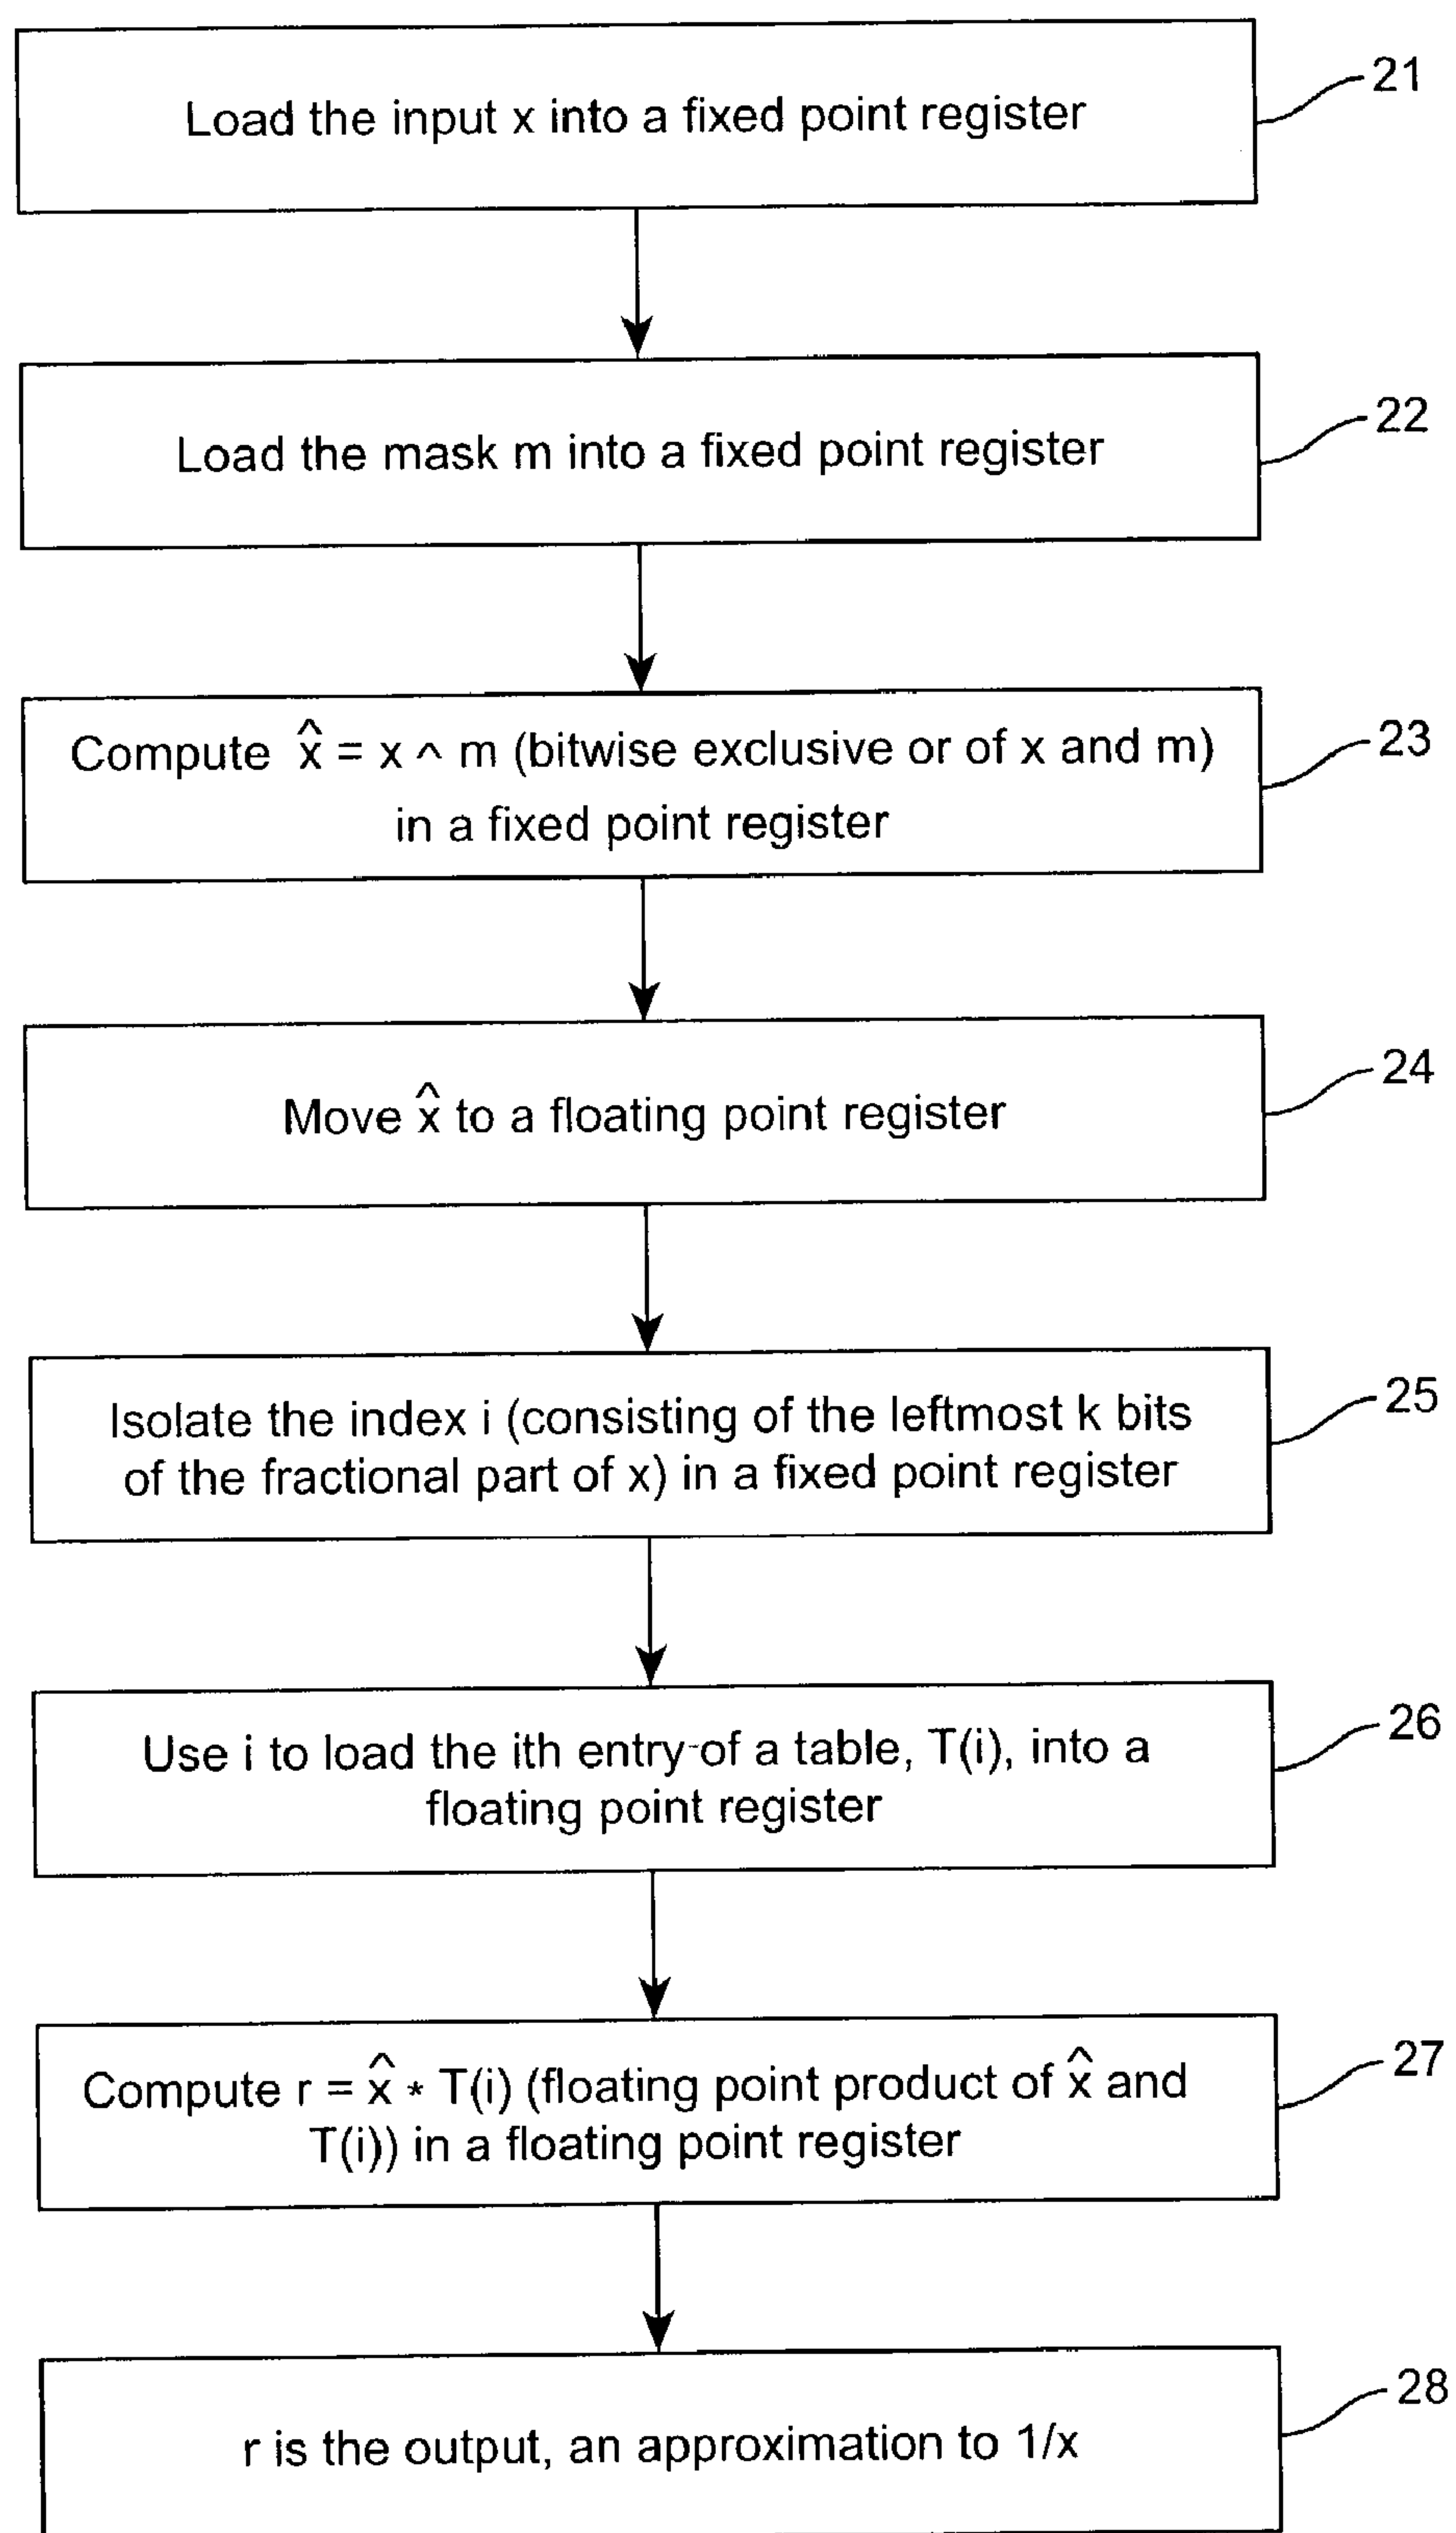 Load the input x into a fixed point register
21
Load the mask m into a fixed point register
22
Compute x̂ = x ^ m (bitwise exclusive or of x and m)
in a fixed point register
23
Move x̂ to a floating point register
24
Isolate the index i (consisting of the leftmost k bits
of the fractional part of x) in a fixed point register
25
Use i to load the ith entry of a table, T(i), into a
floating point register
26
Compute r = x̂ * T(i) (floating point product of x̂ and
T(i)) in a floating point register
27
r is the output, an approximation to 1/x
28